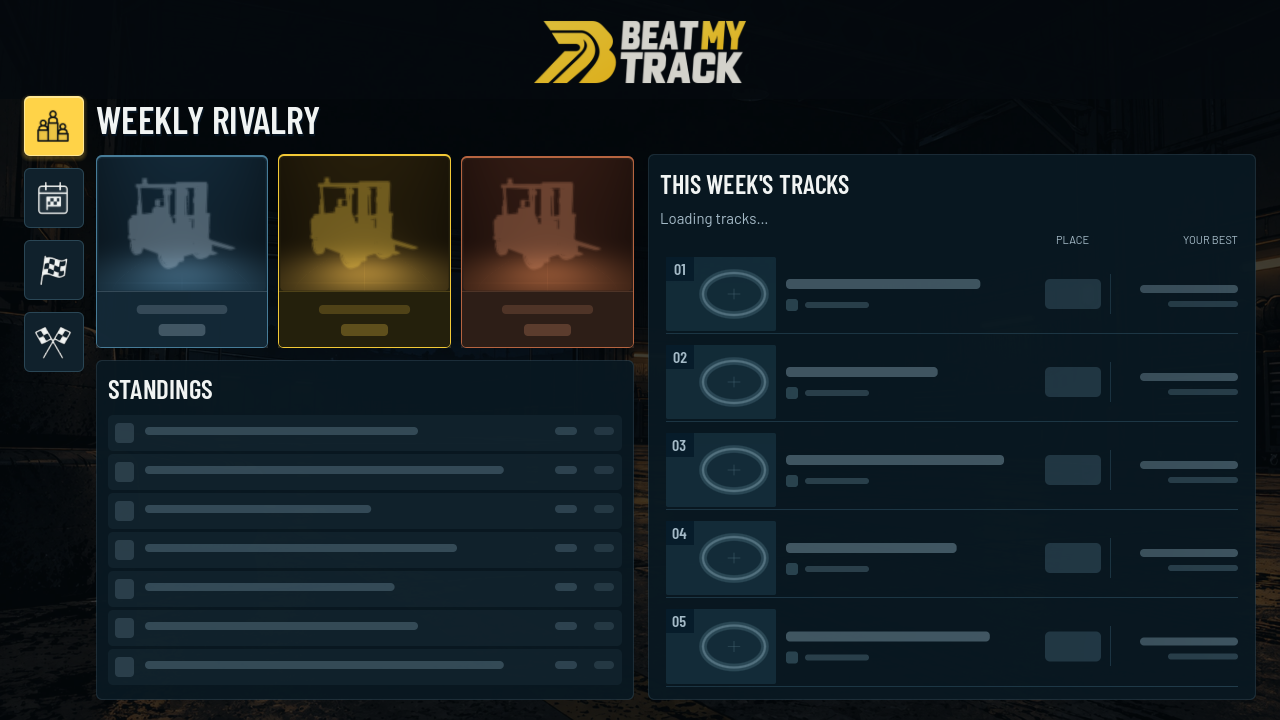 BEAT MY
TRACK
WEEKLY RIVALRY
STANDINGS
THIS WEEK'S TRACKS
Loading tracks...
PLACE YOUR BEST
01
02
03
04
05